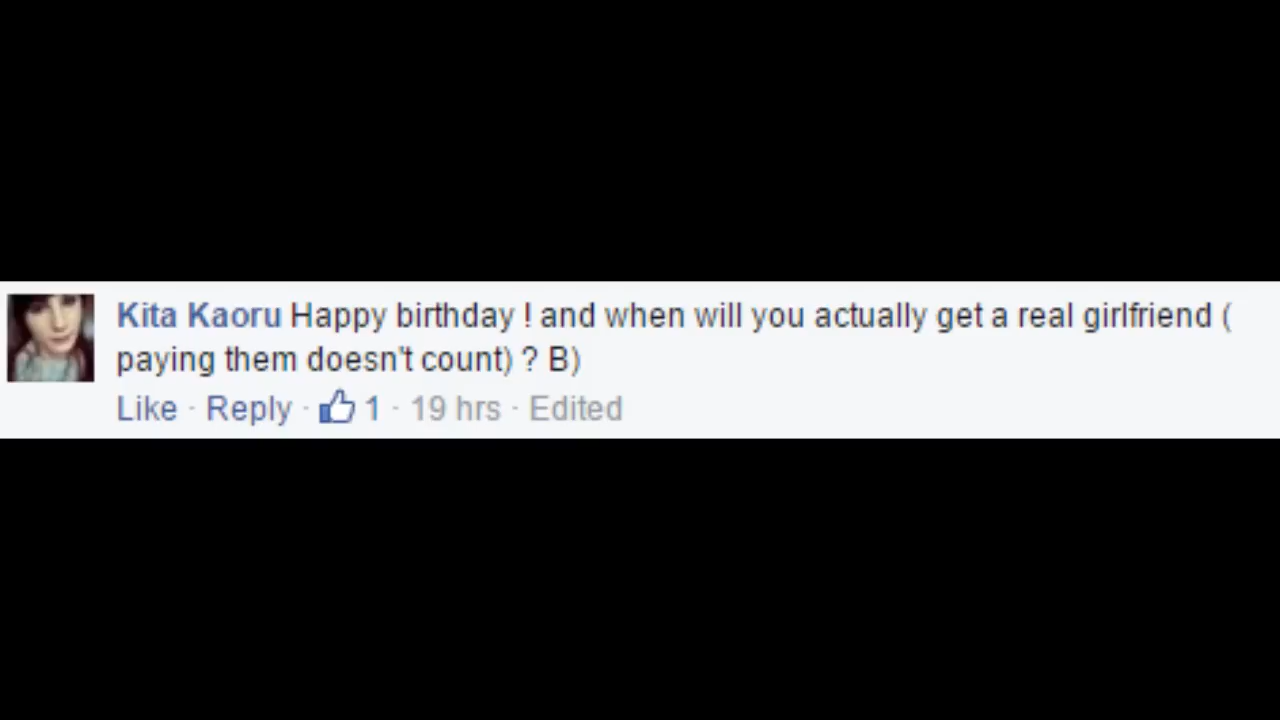 Kita Kaoru Happy birthday ! and when will you actually get a real girlfriend (
paying them doesn't count) ? B)
Like · Reply · 1 · 19 hrs · Edited